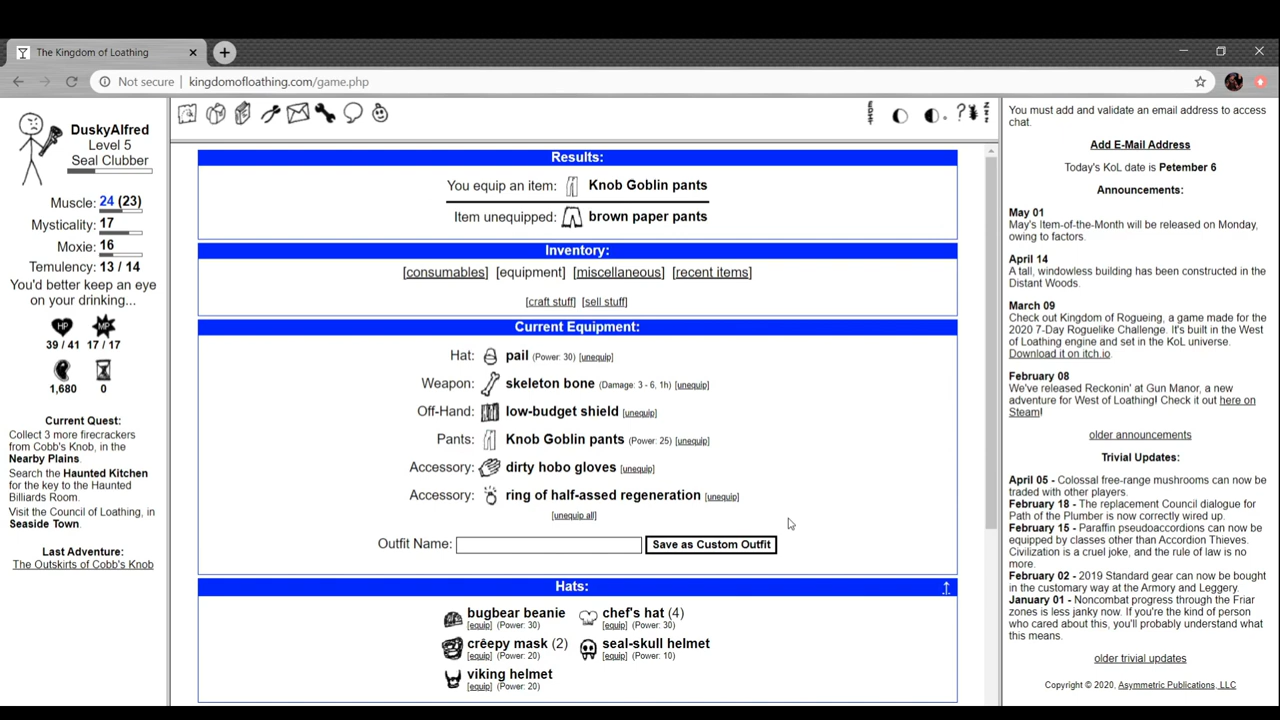 The Kingdom of Loathing
Not secure | kingdomofloathing.com/game.php
DuskyAlfred
Level 5
Seal Clubber
Muscle: 24 (23)
Mysticality: 17
Moxie: 16
Temulency: 13 / 14
You'd better keep an
eye on your drinking...
HP MP
39 / 41 17 / 17
1,680 0
Current Quest:
Collect 3 more firecrackers
from Cobb's Knob, in the
Nearby Plains.
Search the Haunted Kitchen
for the key to the Haunted
Billiards Room.
Visit the Council of Loathing, in
Seaside Town.
Last Adventure:
The Outskirts of Cobb's Knob
Results:
You equip an item: Knob Goblin pants
Item unequipped: brown paper pants
Inventory:
[consumables] [equipment] [miscellaneous] [recent items]
[craft stuff] [sell stuff]
Current Equipment:
Hat: pail (Power: 30) [unequip]
Weapon: skeleton bone (Damage: 3 - 6, 1h) [unequip]
Off-Hand: low-budget shield [unequip]
Pants: Knob Goblin pants (Power: 25) [unequip]
Accessory: dirty hobo gloves [unequip]
Accessory: ring of half-assed regeneration [unequip]
[unequip all]
Outfit Name: Save as Custom Outfit
Hats:
bugbear beanie chef's hat (4)
[equip] (Power: 30) [equip] (Power: 30)
crêepy mask (2) seal-skull helmet
[equip] (Power: 20) [equip] (Power: 10)
viking helmet
[equip] (Power: 20)
You must add and validate an email address to access
chat.
Add E-Mail Address
Today's KoL date is Petember 6
Announcements:
May 01
May's Item-of-the-Month will be released on Monday,
owing to factors.
April 14
A tall, windowless building has been constructed in the
Distant Woods.
March 09
Check out Kingdom of Rogueing, a game made for the
2020 7-Day Roguelike Challenge. It's built in the West
of Loathing engine and set in the KoL universe.
Download it on itch.io.
February 08
We've released Reckonin' at Gun Manor, a new
adventure for West of Loathing! Check it out here on
Steam!
older announcements
Trivial Updates:
April 05 - Colossal free-range mushrooms can now be
traded with other players.
February 18 - The replacement Council dialogue for
Path of the Plumber is now correctly wired up.
February 15 - Paraffin pseudoaccordions can now be
equipped by classes other than Accordion Thieves.
Civilization is a cruel joke, and the rule of law is no
more.
February 02 - 2019 Standard gear can now be bought
in the customary way at the Armory and Leggery.
January 01 - Noncombat progress through the Friar
zones is less janky now. If you're the kind of person
who cared about this, you'll probably understand what
this means.
older trivial updates
Copyright © 2020, Asymmetric Publications, LLC